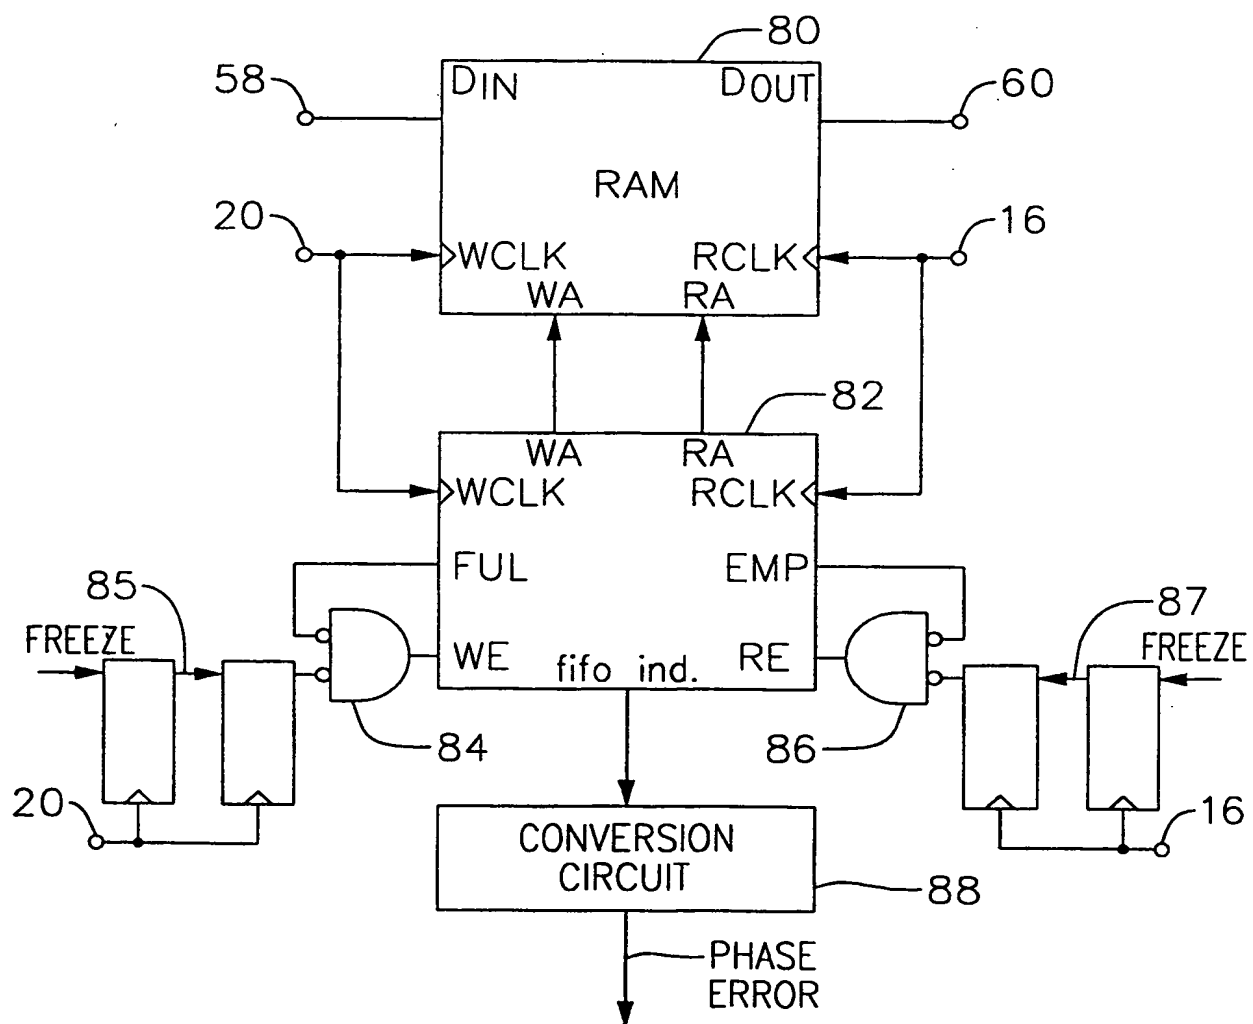 80
58
DIN
DOUT
60
RAM
20
WCLK
RCLK
16
WA
RA
82
WA
RA
WCLK
RCLK
FUL
EMP
85
87
FREEZE
FREEZE
WE
fifo ind.
RE
84
86
20
16
CONVERSION
CIRCUIT
88
PHASE
ERROR